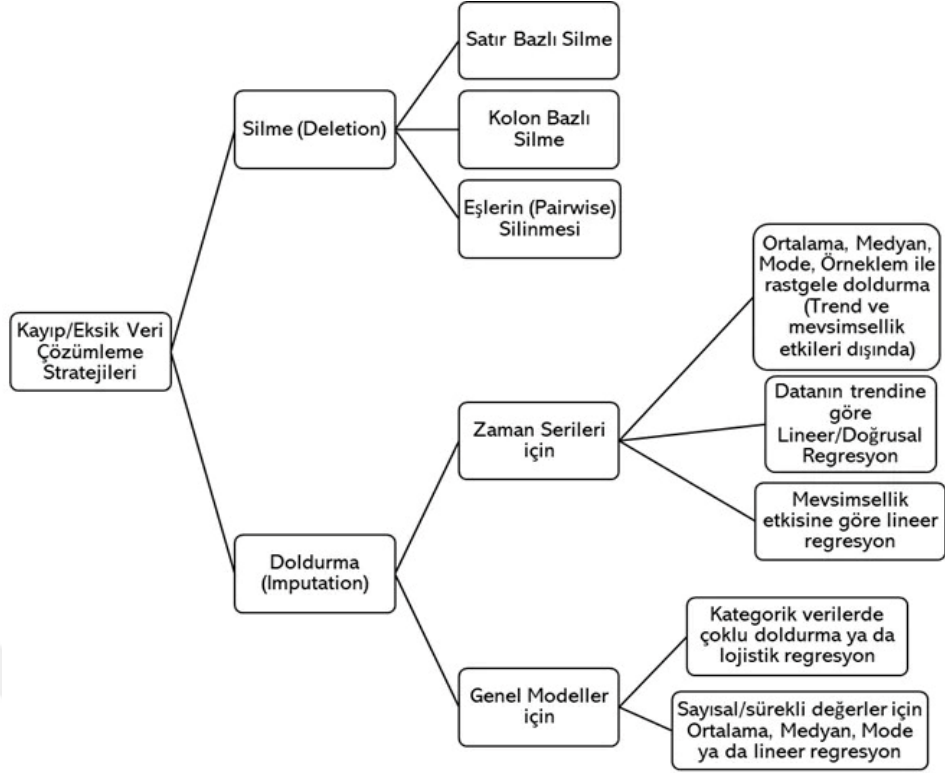 Satır Bazlı Silme
Silme (Deletion)
Kolon Bazlı
Silme
Eşlerin (Pairwise)
Silinmesi
Kayıp/Eksik Veri
Çözümleme
Stratejileri
Ortalama, Medyan,
Mode, Örneklem ile
rastgele doldurma
(Trend ve
mevsimsellik
etkileri dışında)
Zaman Serileri
için
Datanın trendine
göre
Lineer/Doğrusal
Regresyon
Mevsimsellik
etkisine göre lineer
regresyon
Doldurma
(Imputation)
Kategorik verilerde
çoklu doldurma ya da
lojistik regresyon
Genel Modeller
için
Sayısal/sürekli değerler için
Ortalama, Medyan, Mode
ya da lineer regresyon